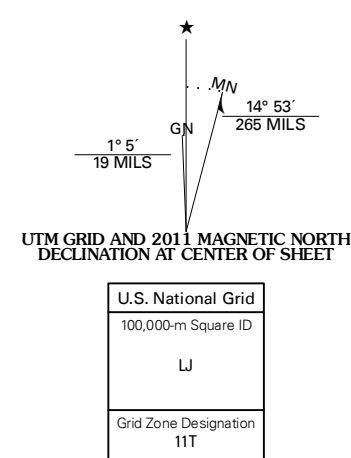 ★
MN
GN
14° 53´
265 MILS
1° 5´
19 MILS
UTM GRID AND 2011 MAGNETIC NORTH
DECLINATION AT CENTER OF SHEET
U.S. National Grid
100,000-m Square ID
LJ
Grid Zone Designation
11T